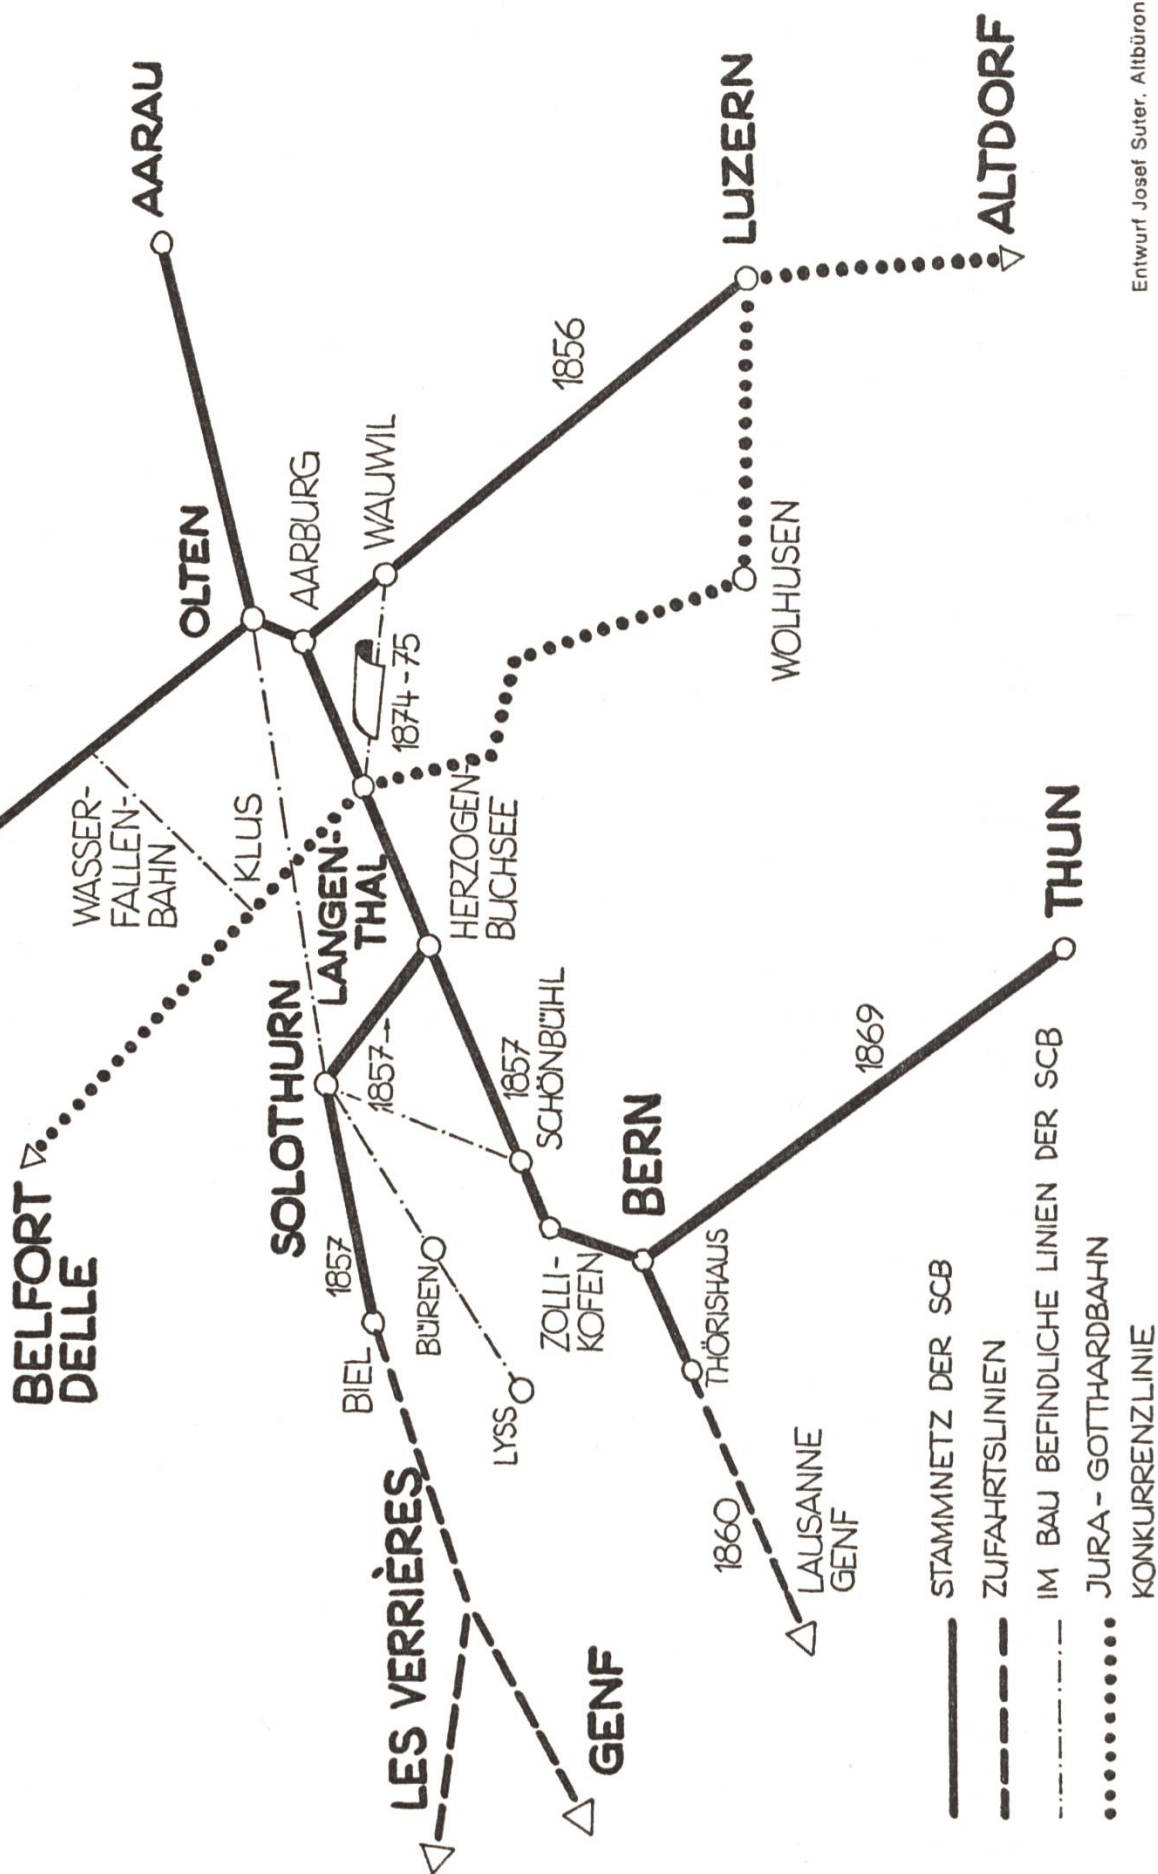 BELFORT
DELLE
WASSER-
FALLEN-
BAHN
KLUS
OLTEN
AARAU
AARBURG
WAUWIL
1874-75
LANGEN-
THAL
SOLOTHURN
HERZOGEN-
BUCHSEE
1857
1857
BIEL
BÜREN
LYSS
LES VERRIÈRES
GENF
1857
SCHÖNBÜHL
ZOLLI-
KOFEN
BERN
THÖRISHAUS
1860
LAUSANNE
GENF
1869
THUN
1856
LUZERN
WOLHUSEN
ALTDORF
STAMMNETZ DER SCB
ZUFAHRTSLINIEN
IM BAU BEFINDLICHE LINIEN DER SCB
JURA-GOTTHARDBAHN
KONKURRENZLINIE
Entwurf Josef Suter, Altbüron